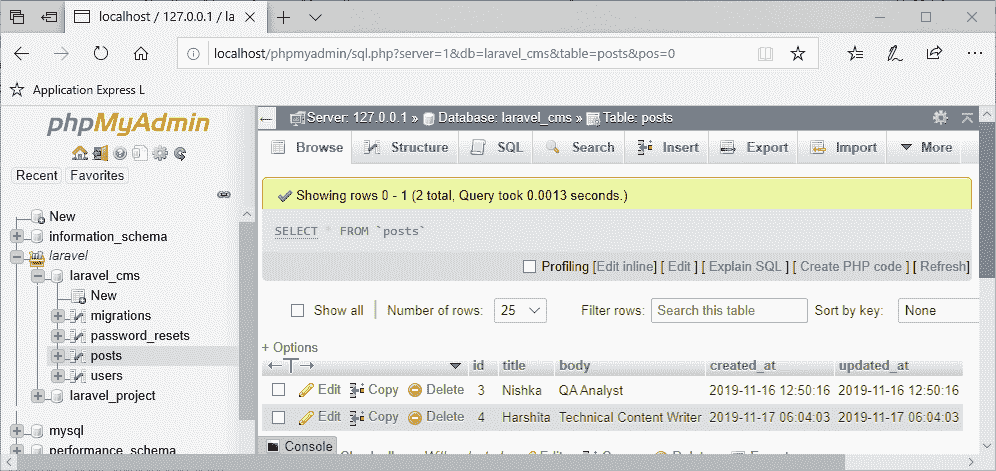 localhost / 127.0.0.1 / la
localhost/phpmyadmin/sql.php?server=1&db=laravel_cms&table=posts&pos=0
Application Express L
phpMyAdmin
Recent Favorites
New
information_schema
laravel
laravel_cms
New
migrations
password_resets
posts
users
laravel_project
mysql
performance_schema
Server: 127.0.0.1 » Database: laravel_cms » Table: posts
Browse Structure SQL Search Insert Export Import More
Showing rows 0 - 1 (2 total, Query took 0.0013 seconds.)
SELECT * FROM `posts`
Profiling [Edit inline] [ Edit ] [ Explain SQL ] [ Create PHP code ] [ Refresh]
Show all Number of rows: 25 Filter rows: Search this table Sort by key: None
+ Options
id title body created_at updated_at
Edit Copy Delete 3 Nishka QA Analyst 2019-11-16 12:50:16 2019-11-16 12:50:16
Edit Copy Delete 4 Harshita Technical Content Writer 2019-11-17 06:04:03 2019-11-17 06:04:03
Console